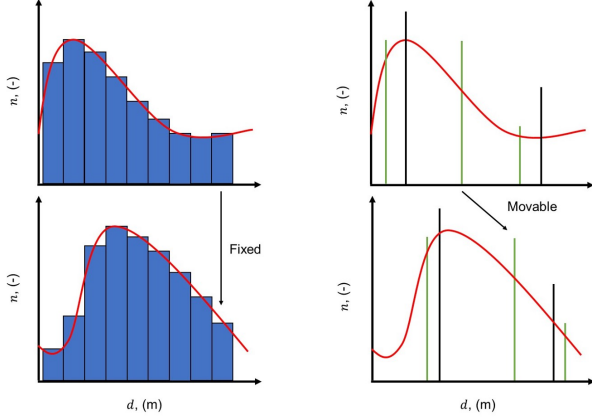 n, (-)
n, (-)
Fixed
Movable
n, (-)
n, (-)
d, (m)
d, (m)